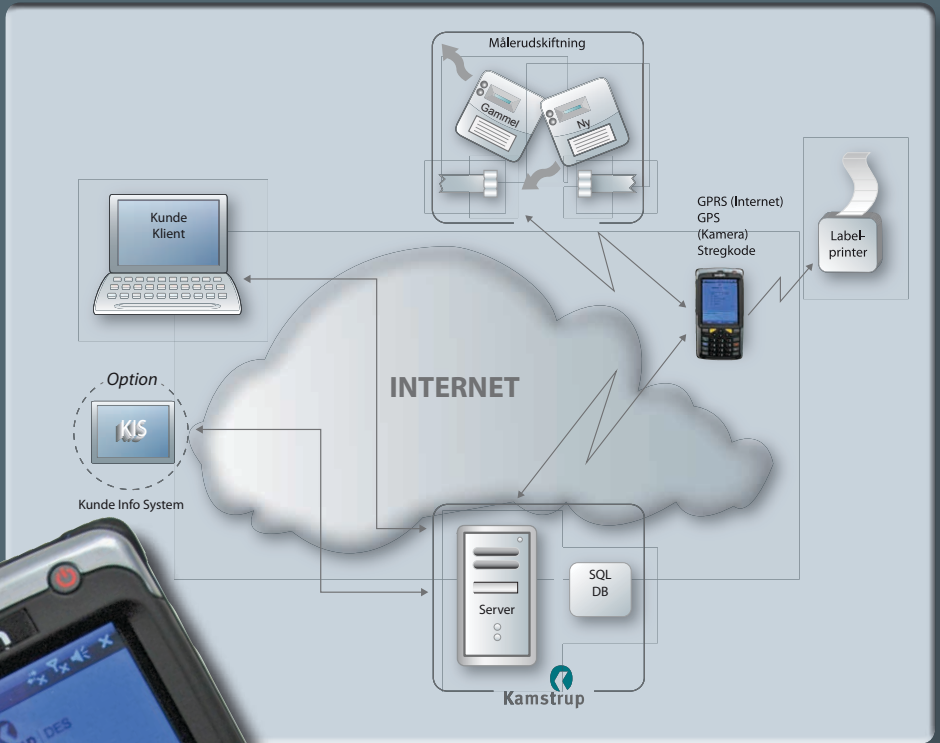 Målerudskiftning
Gammel
Ny
GPRS (Internet)
GPS
(Kamera)
Stregkode
Label-
printer
Kunde
Klient
INTERNET
Option
KIS
Kunde Info System
Server
SQL
DB
Kamstrup
DES